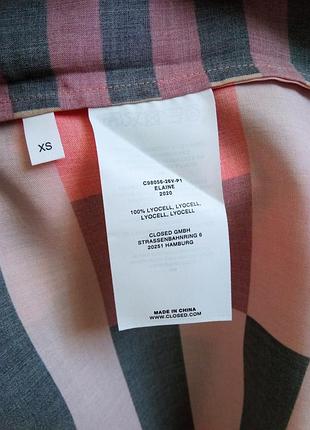 XS
C98056-26V-P1
ELAINE
2020
100% LYOCELL, LYOCELL,
LYOCELL, LYOCELL
CLOSED GMBH
STRASSENBAHNRING 6
20251 HAMBURG
MADE IN CHINA
WWW.CLOSED.COM